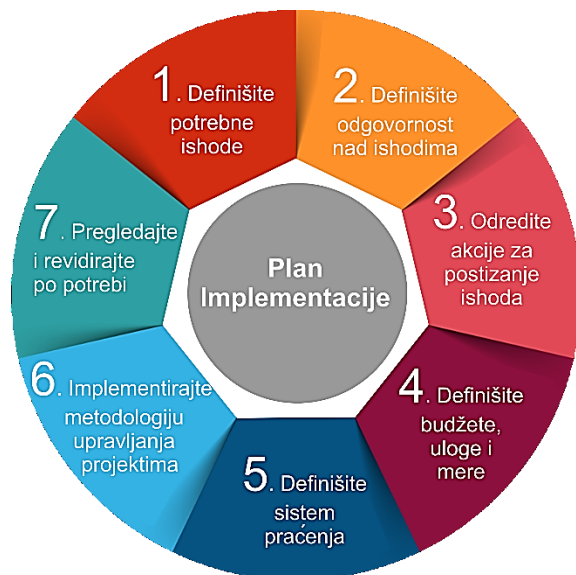 1. Definišite
potrebne
ishode
2. Definišite
odgovornost
nad ishodima
3. Odredite
akcije za
postizanje
ishoda
4. Definišite
budžete,
uloge i
mere
5. Definišite
sistem
praćenja
6. Implementirajte
metodologiju
upravljanja
projektima
7. Pregledajte
i revidirajte
po potrebi
Plan
Implementacije